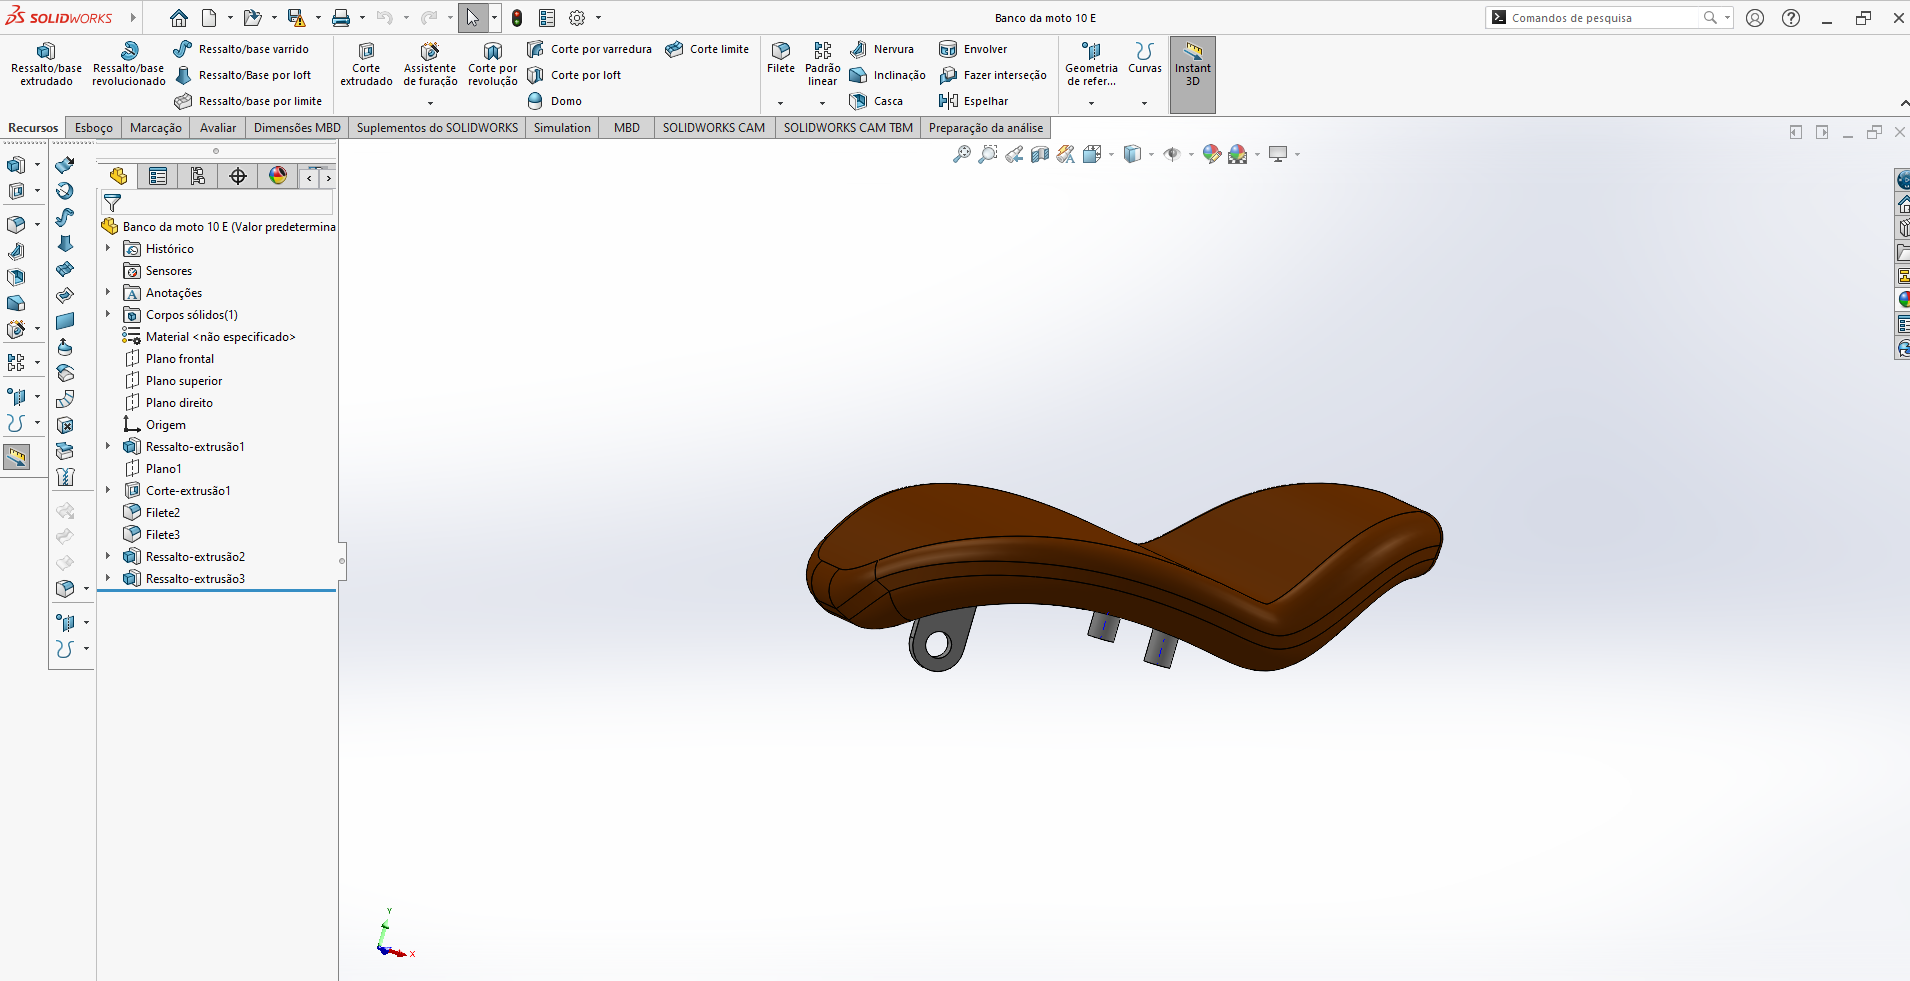 SOLIDWORKS
Banco da moto 10 E
Comandos de pesquisa
Ressalto/base
extrudado
Ressalto/base
revolucionado
Ressalto/base varrido
Ressalto/Base por loft
Ressalto/base por limite
Corte
extrudado
Assistente
de furação
Corte por
revolução
Corte por varredura
Corte por loft
Domo
Corte limite
Filete
Padrão
linear
Nervura
Inclinação
Casca
Envolver
Fazer interseção
Espelhar
Geometria
de refer...
Curvas
Instant
3D
Recursos
Esboço
Marcação
Avaliar
Dimensões MBD
Suplementos do SOLIDWORKS
Simulation
MBD
SOLIDWORKS CAM
SOLIDWORKS CAM TBM
Preparação da análise
Banco da moto 10 E (Valor predetermina
Histórico
Sensores
Anotações
Corpos sólidos(1)
Material <não especificado>
Plano frontal
Plano superior
Plano direito
Origem
Ressalto-extrusão1
Plano1
Corte-extrusão1
Filete2
Filete3
Ressalto-extrusão2
Ressalto-extrusão3
Y
X